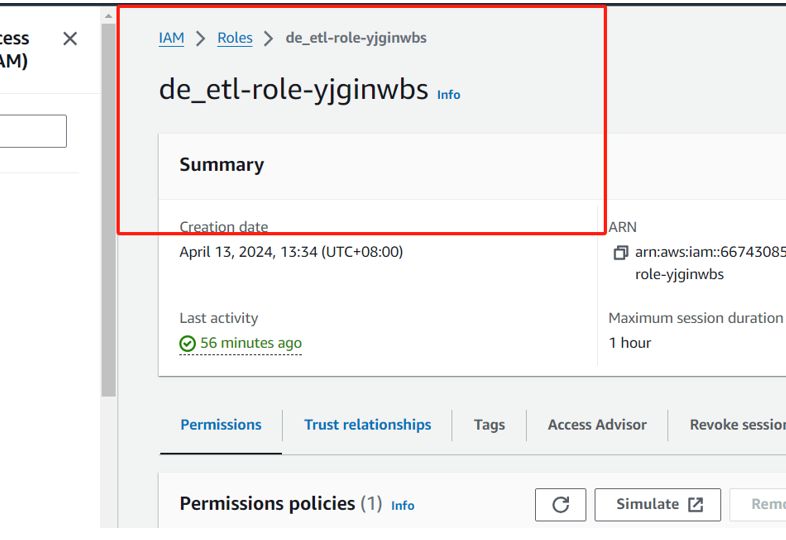 cess
AM)
IAM > Roles > de_etl-role-yjginwbs
de_etl-role-yjginwbs Info
Summary
Creation date
April 13, 2024, 13:34 (UTC+08:00)
ARN
arn:aws:iam::66743085
role-yjginwbs
Last activity
56 minutes ago
Maximum session duration
1 hour
Permissions Trust relationships Tags Access Advisor Revoke session
Permissions policies (1) Info Simulate Remo